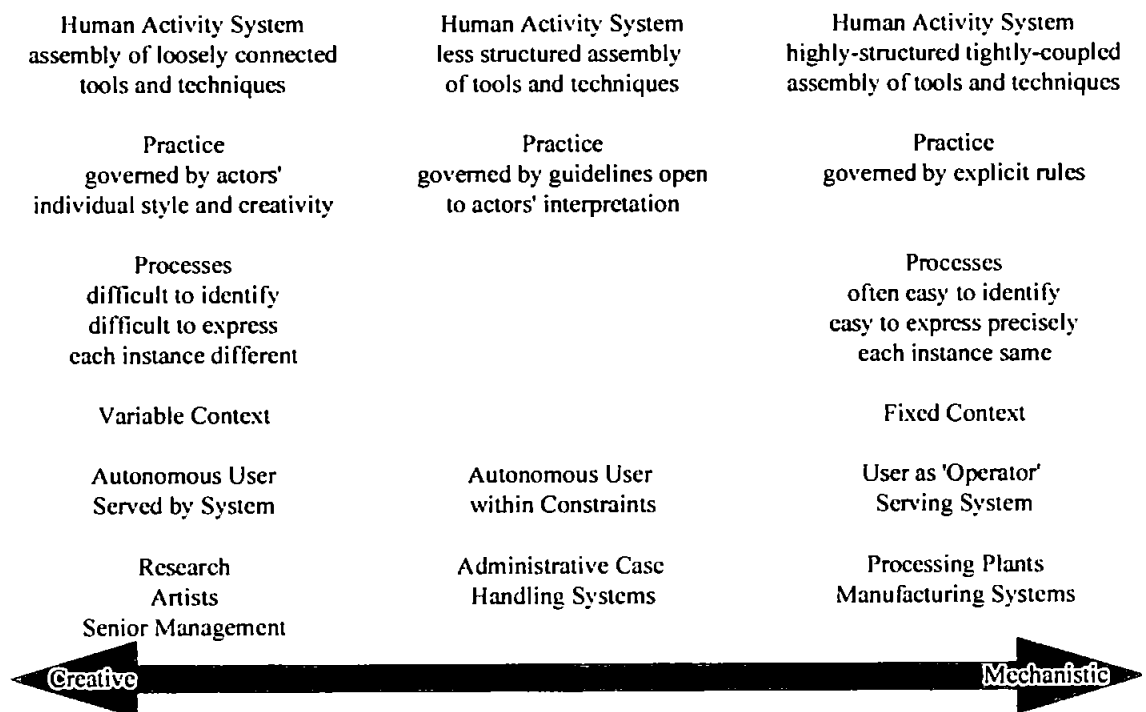 Human Activity System
assembly of loosely connected
tools and techniques
Human Activity System
less structured assembly
of tools and techniques
Human Activity System
highly-structured tightly-coupled
assembly of tools and techniques
Practice
governed by actors'
individual style and creativity
Practice
governed by guidelines open
to actors' interpretation
Practice
governed by explicit rules
Processes
difficult to identify
difficult to express
each instance different
Processes
often easy to identify
easy to express precisely
each instance same
Variable Context
Fixed Context
Autonomous User
Served by System
Autonomous User
within Constraints
User as 'Operator'
Serving System
Research
Artists
Senior Management
Administrative Case
Handling Systems
Processing Plants
Manufacturing Systems
Creative
Mechanistic